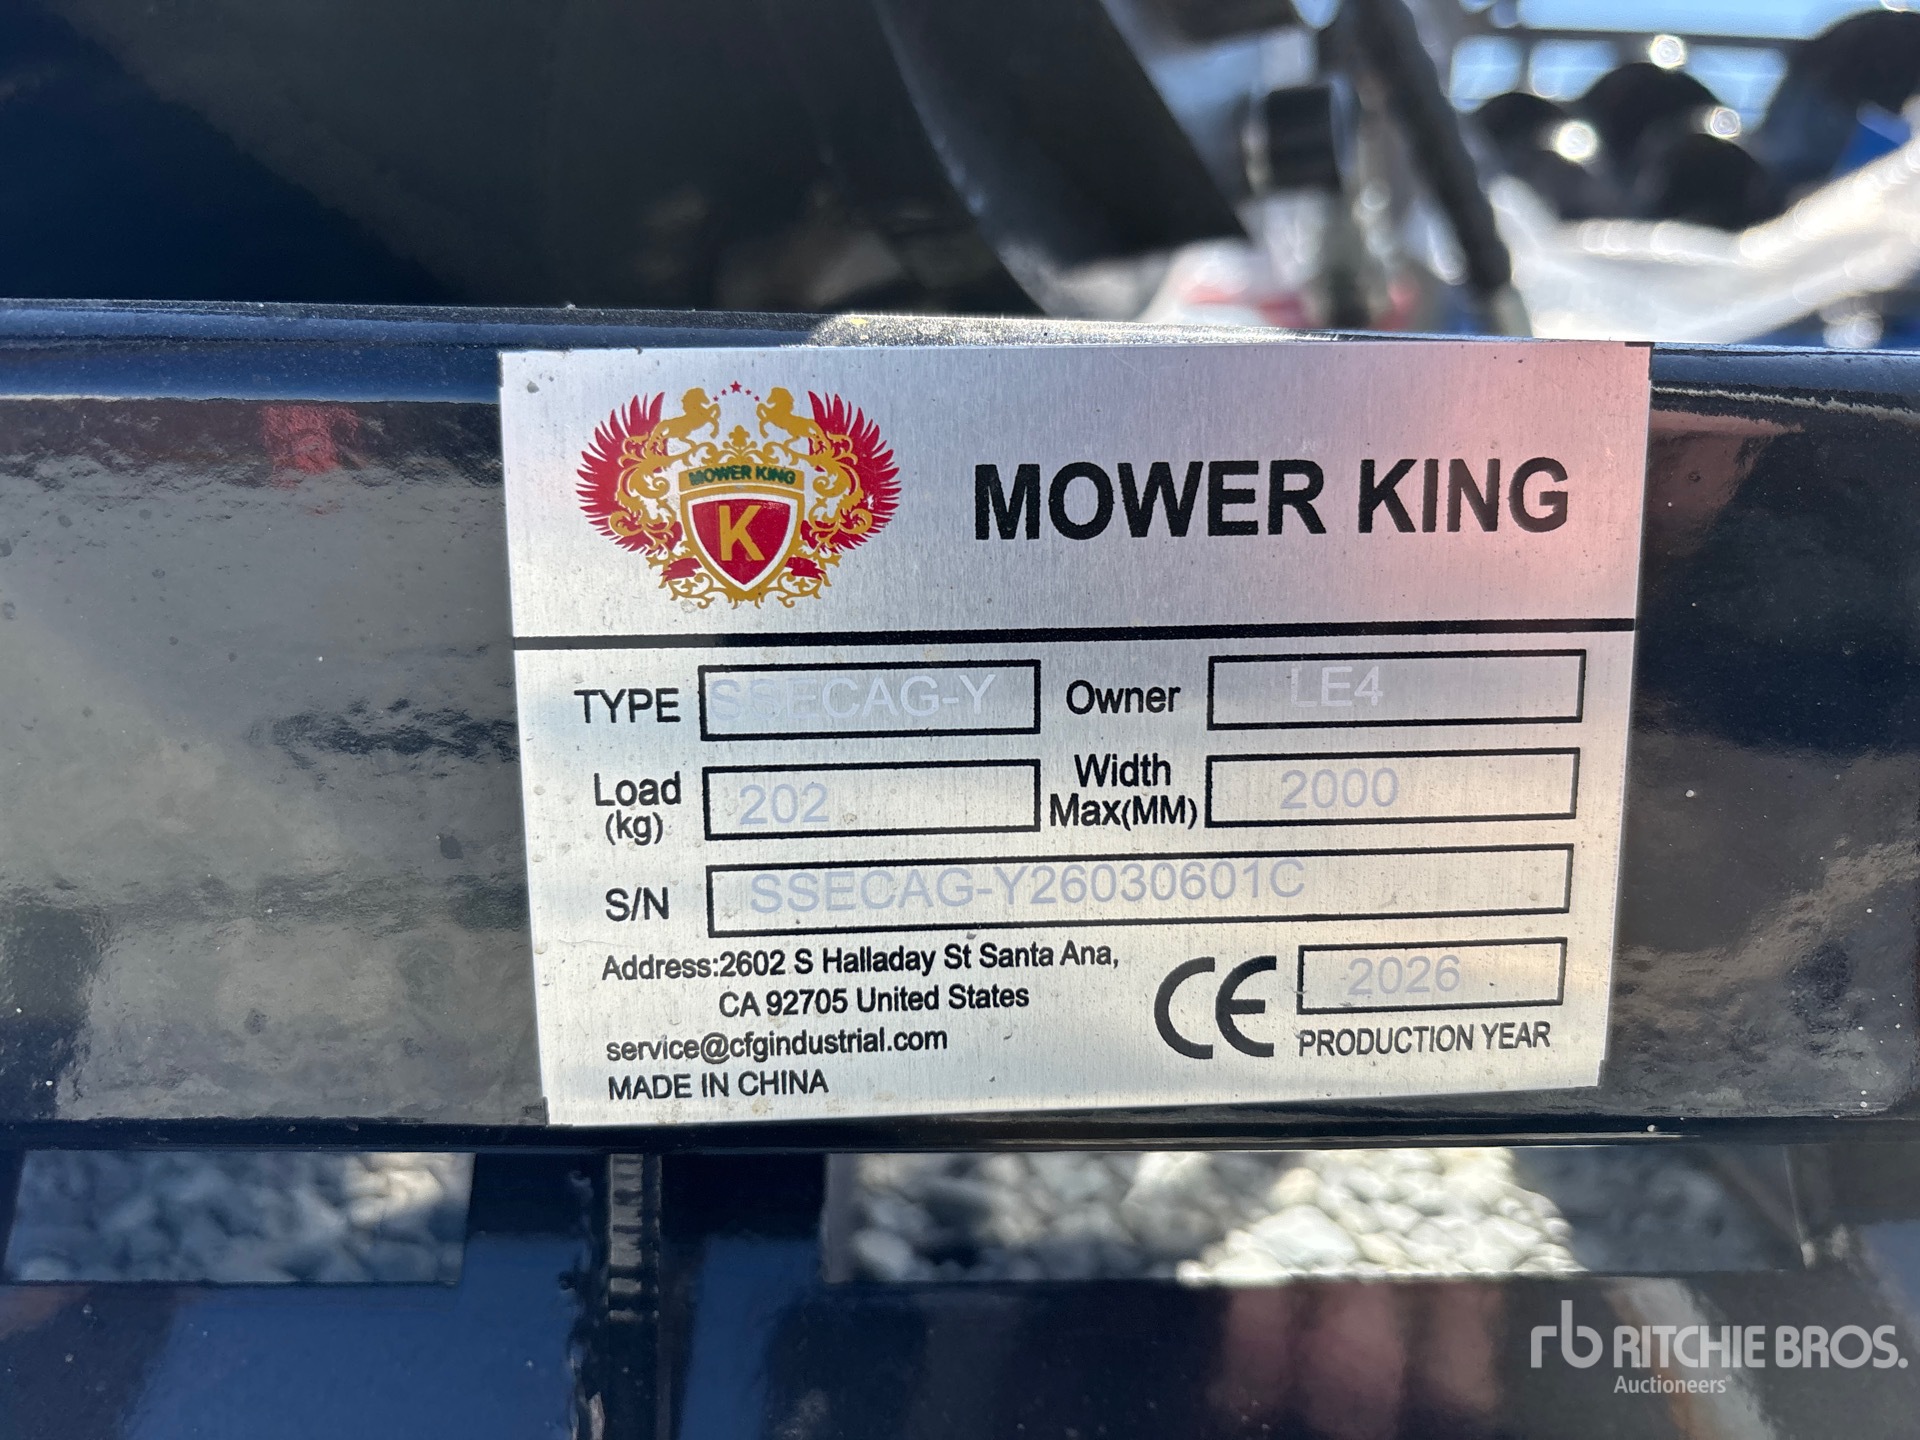 MOWER KING
K
MOWER KING
TYPE SSECAG-Y Owner LE4
Load (kg) 202 Width Max(MM) 2000
S/N SSECAG-Y26030601C
Address:2602 S Halladay St Santa Ana,
CA 92705 United States
service@cfgindustrial.com
MADE IN CHINA
CE 2026
PRODUCTION YEAR
rb RITCHIE BROS.
Auctioneers